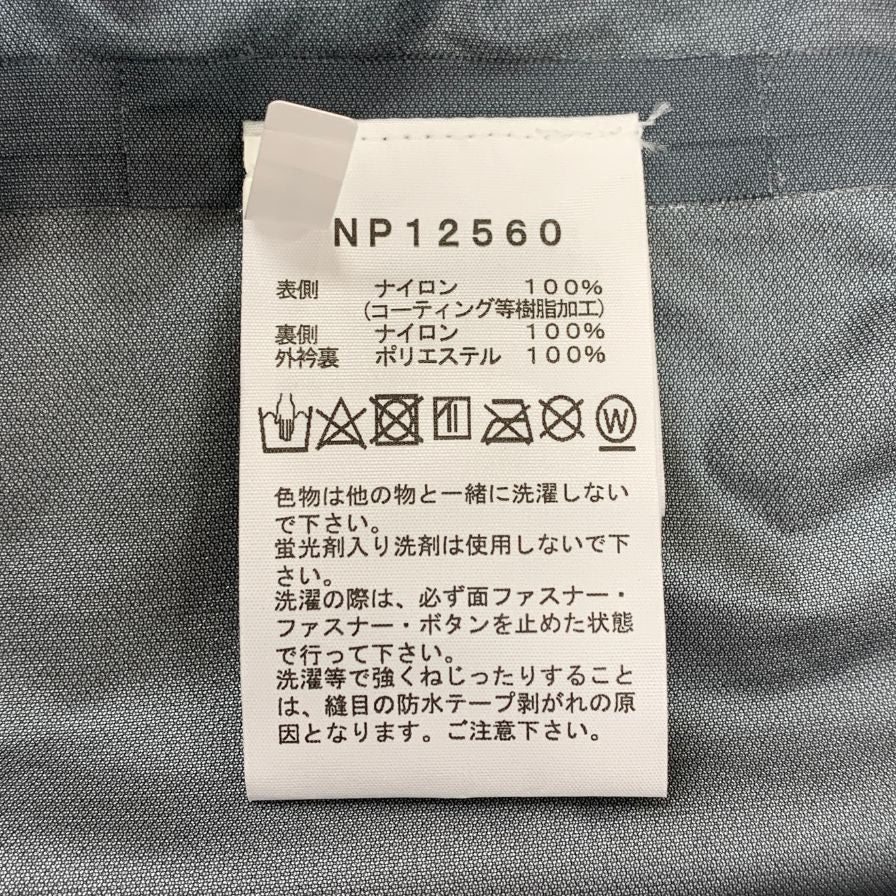 NP12560
表側 ナイロン 100%
(コーティング等樹脂加工)
裏側 ナイロン 100%
外衿裏 ポリエステル 100%
W
色物は他の物と一緒に洗濯しない
で下さい。
蛍光剤入り洗剤は使用しないで下
さい。
洗濯の際は、必ず面ファスナー・
ファスナー・ボタンを止めた状態
で行って下さい。
洗濯等で強くねじったりすること
は、縫目の防水テープ剥がれの原
因となります。ご注意下さい。